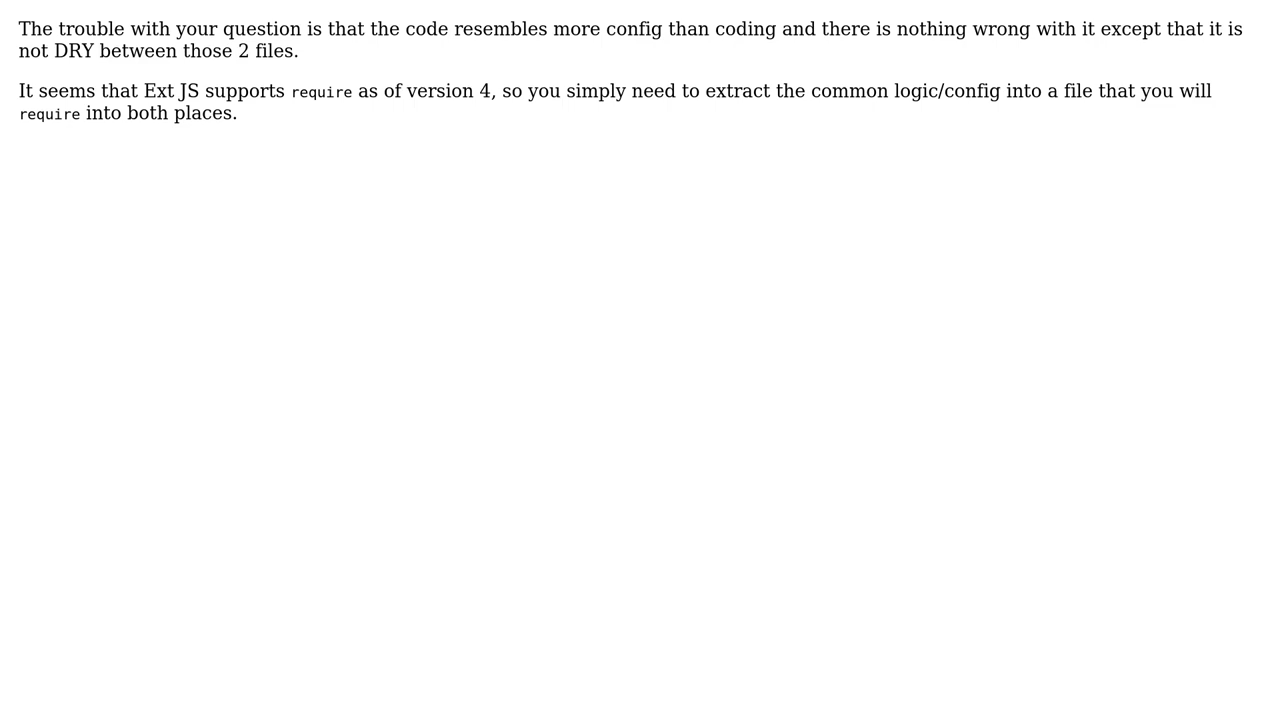 The trouble with your question is that the code resembles more config than coding and there is nothing wrong with it except that it is
not DRY between those 2 files.
It seems that Ext JS supports require as of version 4, so you simply need to extract the common logic/config into a file that you will
require into both places.